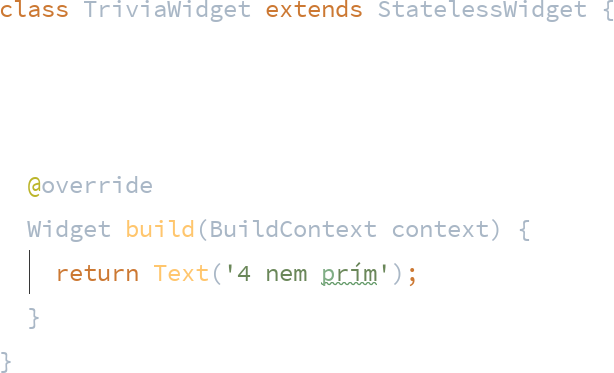 class TriviaWidget extends StatelessWidget {
@override
Widget build(BuildContext context) {
return Text('4 nem prím');
}
}